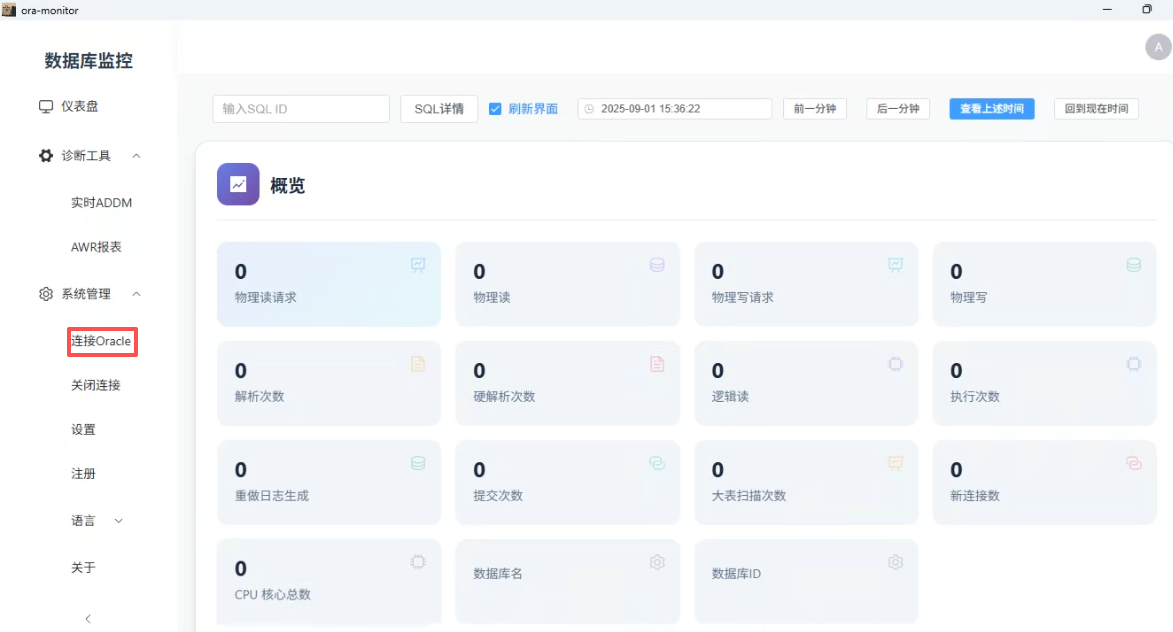 ora-monitor
数据库监控
A
仪表盘
诊断工具
实时ADDM
AWR报表
系统管理
连接Oracle
关闭连接
设置
注册
语言
关于
输入SQL ID
SQL详情
刷新界面
2025-09-01 15:36:22
前一分钟
后一分钟
查看上述时间
回到现在时间
概览
0
物理读请求
0
物理读
0
物理写请求
0
物理写
0
解析次数
0
硬解析次数
0
逻辑读
0
执行次数
0
重做日志生成
0
提交次数
0
大表扫描次数
0
新连接数
0
CPU 核心总数
数据库名
数据库ID